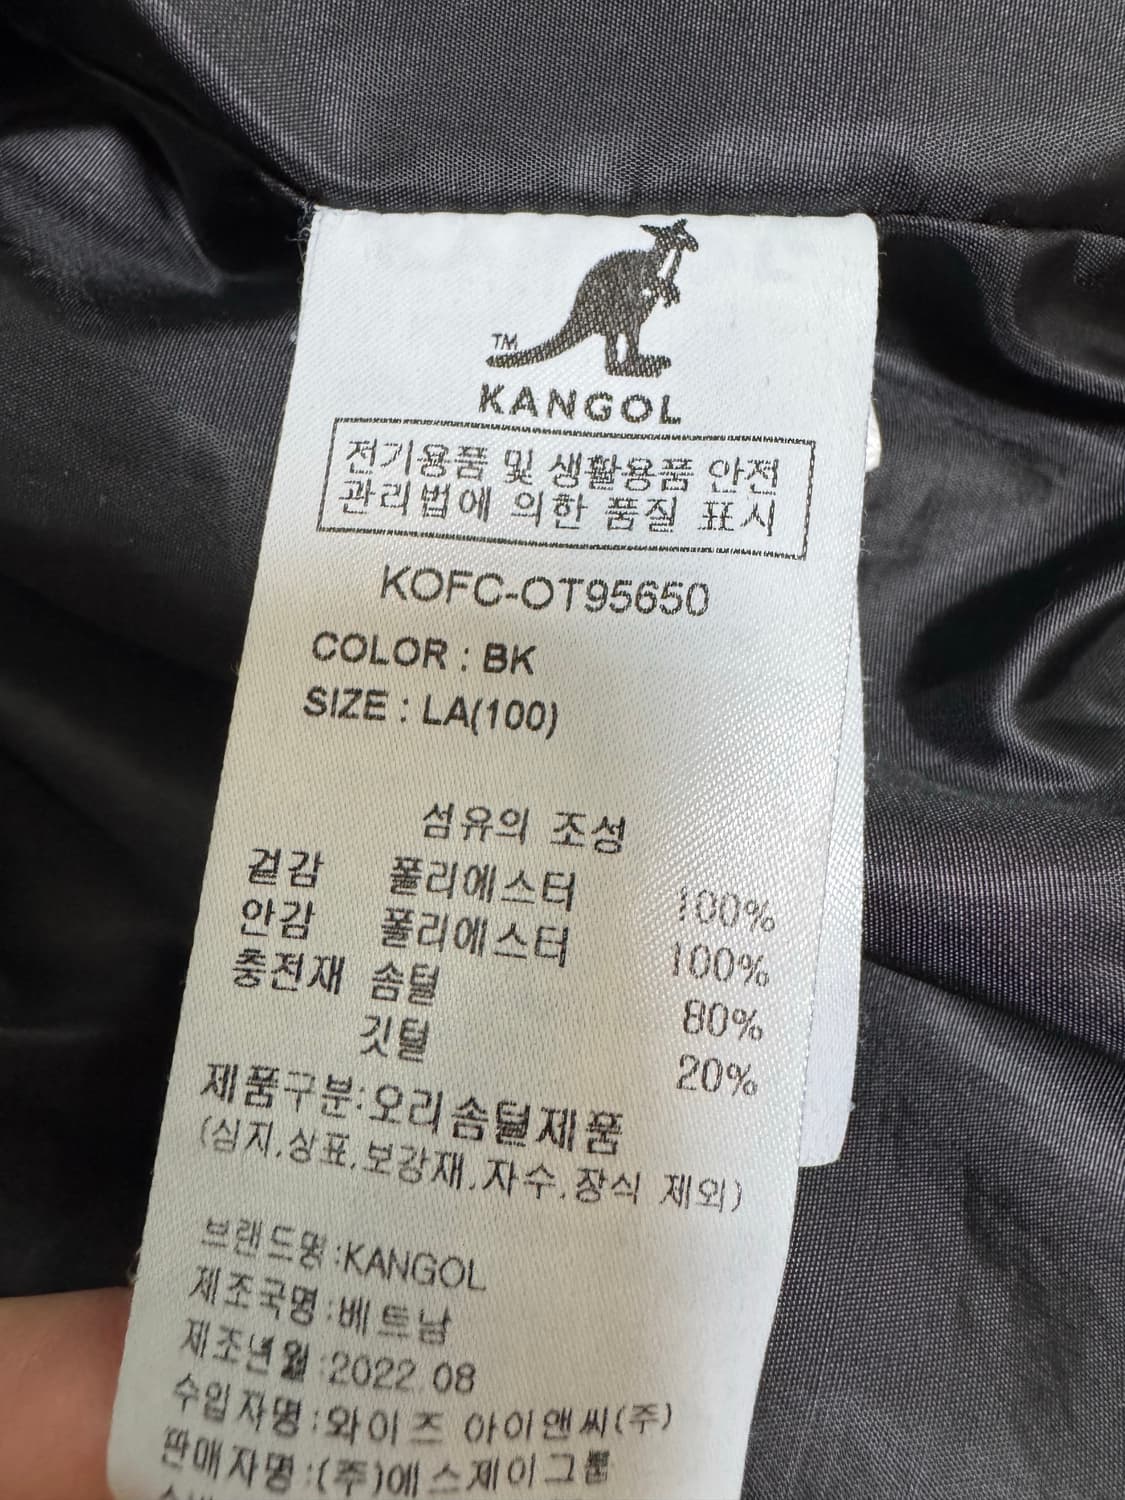 TM
KANGOL
전기용품 및 생활용품 안전
관리법에 의한 품질 표시
KOFC-OT95650
COLOR : BK
SIZE : LA(100)
섬유의 조성
겉감 폴리에스터 100%
안감 폴리에스터 100%
충전재 솜털 80%
깃털 20%
제품구분:오리솜털제품
(심지,상표,보강재,자수,장식 제외)
브랜드명:KANGOL
제조국명:베트남
제조년월:2022.08
수입자명:와이즈 아이앤씨(주)
판매자명:(주)에스제이그룹